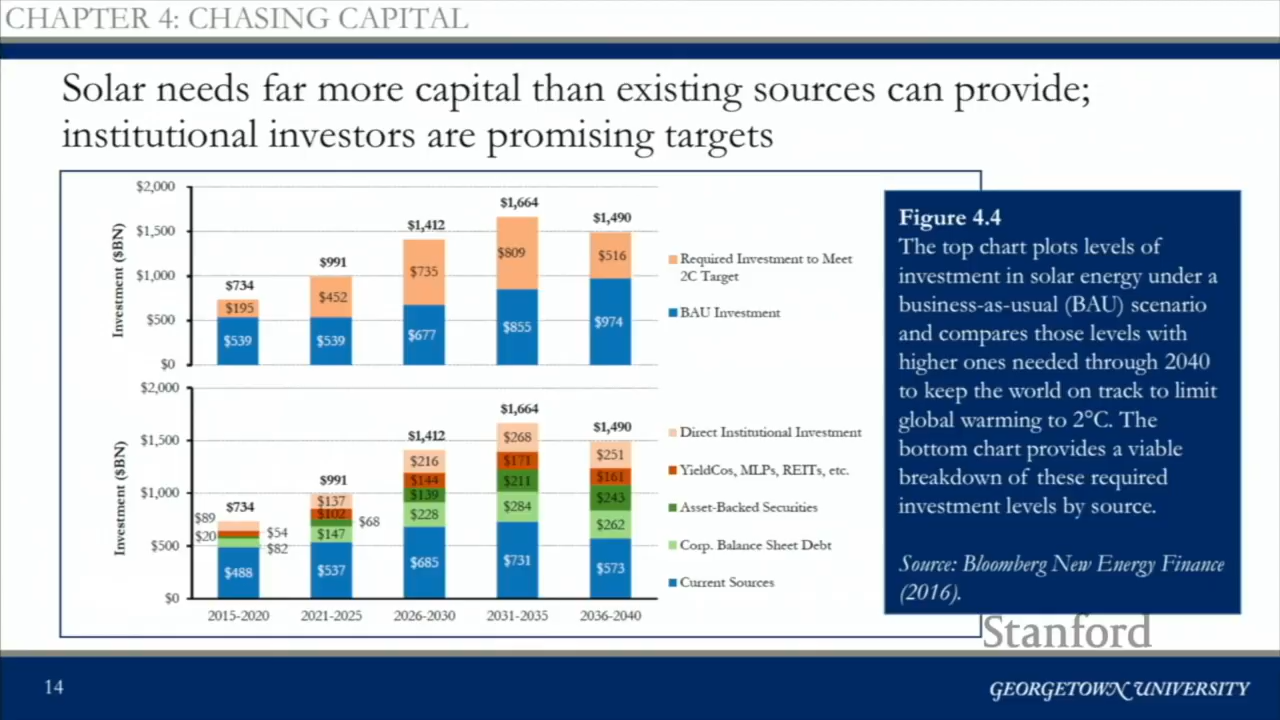 CHAPTER 4: CHASING CAPITAL
Solar needs far more capital than existing sources can provide;
institutional investors are promising targets
Investment ($BN)
$2,000
$1,500
$1,000
$500
$0
$734
$195
$539
$991
$452
$539
$1,412
$735
$677
$1,664
$809
$855
$1,490
$516
$974
Required Investment to Meet
2C Target
BAU Investment
Investment ($BN)
$2,000
$1,500
$1,000
$500
$0
$734
$89
$20
$54
$82
$488
$991
$137
$102
$68
$147
$537
$1,412
$216
$144
$139
$228
$685
$1,664
$268
$171
$211
$284
$731
$1,490
$251
$161
$243
$262
$573
2015-2020
2021-2025
2026-2030
2031-2035
2036-2040
Direct Institutional Investment
YieldCos, MLPs, REITs, etc.
Asset-Backed Securities
Corp. Balance Sheet Debt
Current Sources
Figure 4.4
The top chart plots levels of
investment in solar energy under a
business-as-usual (BAU) scenario
and compares those levels with
higher ones needed through 2040
to keep the world on track to limit
global warming to 2°C. The
bottom chart provides a viable
breakdown of these required
investment levels by source.
Source: Bloomberg New Energy Finance
(2016).
Stanford
14
GEORGETOWN UNIVERSITY